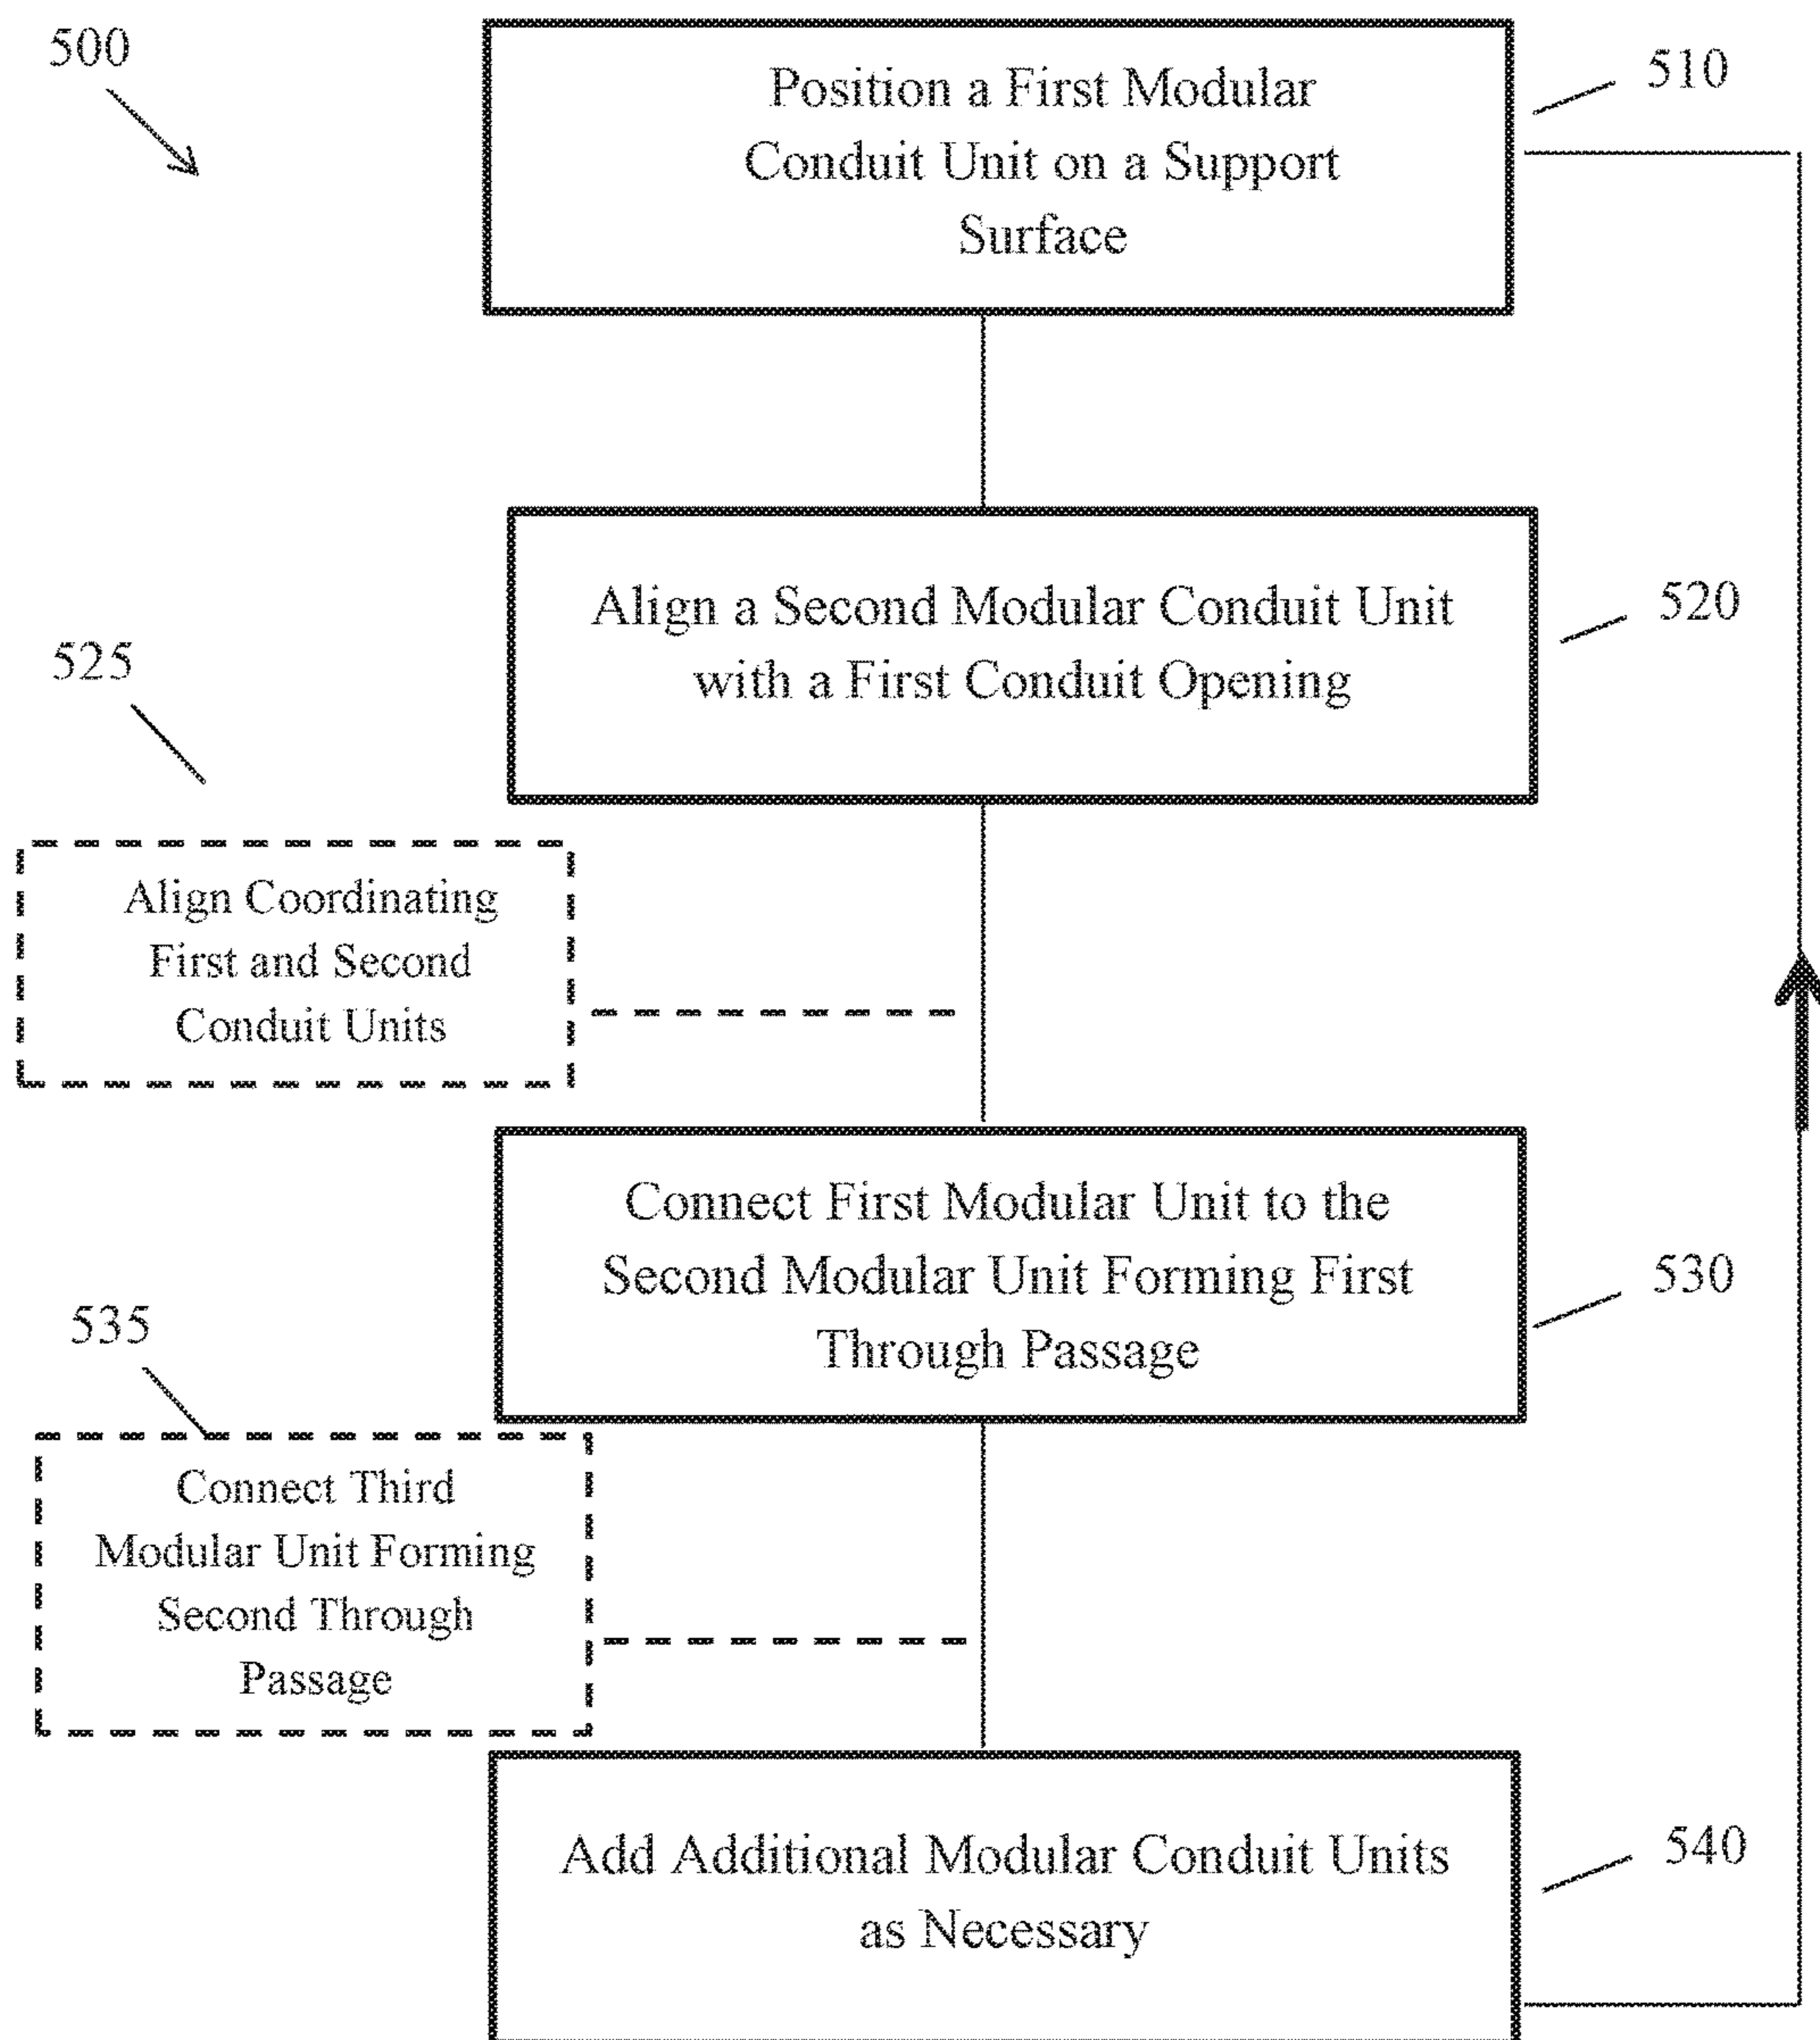 500
Position a First Modular
Conduit Unit on a Support
Surface
510
Align a Second Modular Conduit Unit
with a First Conduit Opening
520
525
Align Coordinating
First and Second
Conduit Units
Connect First Modular Unit to the
Second Modular Unit Forming First
Through Passage
530
535
Connect Third
Modular Unit Forming
Second Through
Passage
Add Additional Modular Conduit Units
as Necessary
540